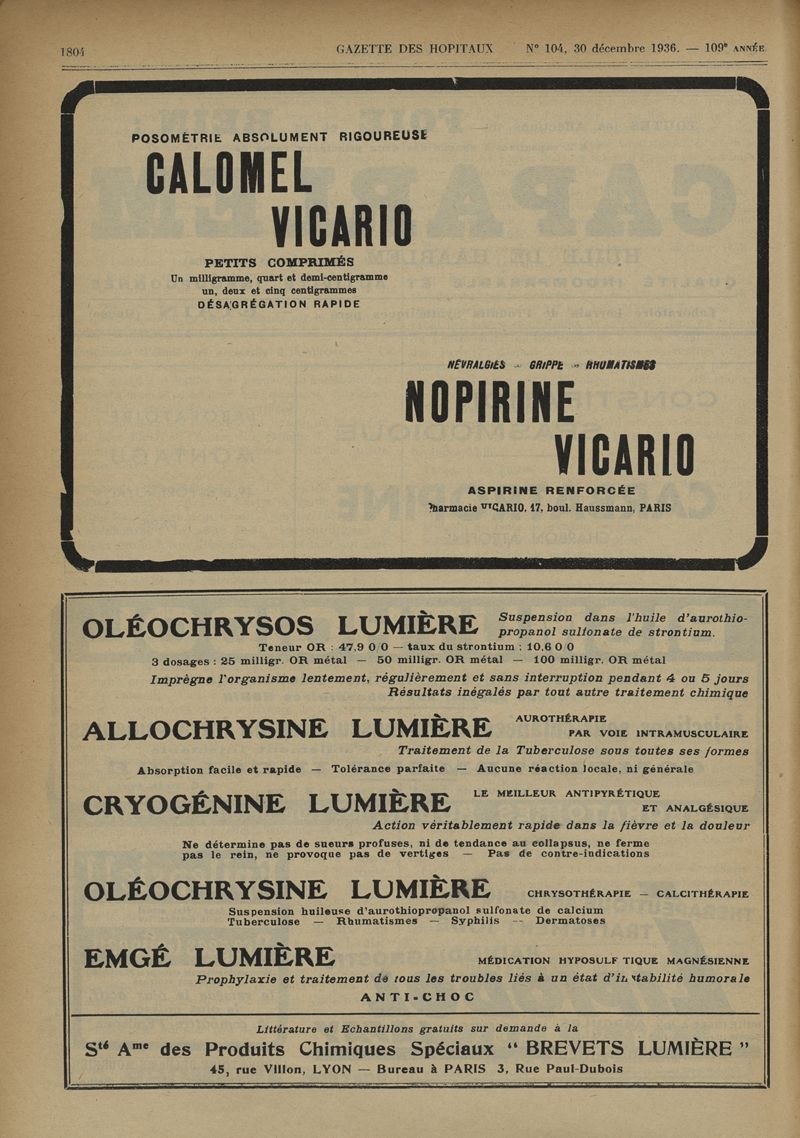 1804
GAZETTE DES HOPITAUX N° 104, 30 décembre 1936. — 109e ANNÉE
POSOMÉTRIE ABSOLUMENT RIGOUREUSE
CALOMEL
VICARIO
PETITS COMPRIMÉS
Un milligramme, quart et demi-centigramme
un, deux et cinq centigrammes
DÉSAGRÉGATION RAPIDE
NÉVRALGIES - GRIPPE - RHUMATISMES
NOPIRINE
VICARIO
ASPIRINE RENFORCÉE
Pharmacie VICARIO, 17, boul. Haussmann, PARIS
OLÉOCHRYSOS LUMIÈRE Suspension dans l'huile d'aurothio-
propanol sulfonate de strontium.
Teneur OR : 47.9 0/0 — taux du strontium : 10.6 0 0
3 dosages : 25 milligr. OR métal — 50 milligr. OR métal — 100 milligr. OR métal
Imprègne l'organisme lentement, régulièrement et sans interruption pendant 4 ou 5 jours
Résultats inégalés par tout autre traitement chimique
ALLOCHRYSINE LUMIÈRE AUROTHÉRAPIE
PAR VOIE INTRAMUSCULAIRE
Traitement de la Tuberculose sous toutes ses formes
Absorption facile et rapide — Tolérance parfaite — Aucune réaction locale, ni générale
CRYOGÉNINE LUMIÈRE LE MEILLEUR ANTIPYRÉTIQUE
ET ANALGÉSIQUE
Action véritablement rapide dans la fièvre et la douleur
Ne détermine pas de sueurs profuses, ni de tendance au collapsus, ne ferme
pas le rein, ne provoque pas de vertiges — Pas de contre-indications
OLÉOCHRYSINE LUMIÈRE CHRYSOTHÉRAPIE — CALCITHÉRAPIE
Suspension huileuse d'aurothiopropanol sulfonate de calcium
Tuberculose — Rhumatismes — Syphilis — Dermatoses
EMGÉ LUMIÈRE MÉDICATION HYPOSULF TIQUE MAGNÉSIENNE
Prophylaxie et traitement de tous les troubles liés à un état d'instabilité humorale
ANTI-CHOC
Littérature et Echantillons gratuits sur demande à la
Sté Ame des Produits Chimiques Spéciaux “ BREVETS LUMIÈRE ”
45, rue Villon, LYON — Bureau à PARIS 3, Rue Paul-Dubois